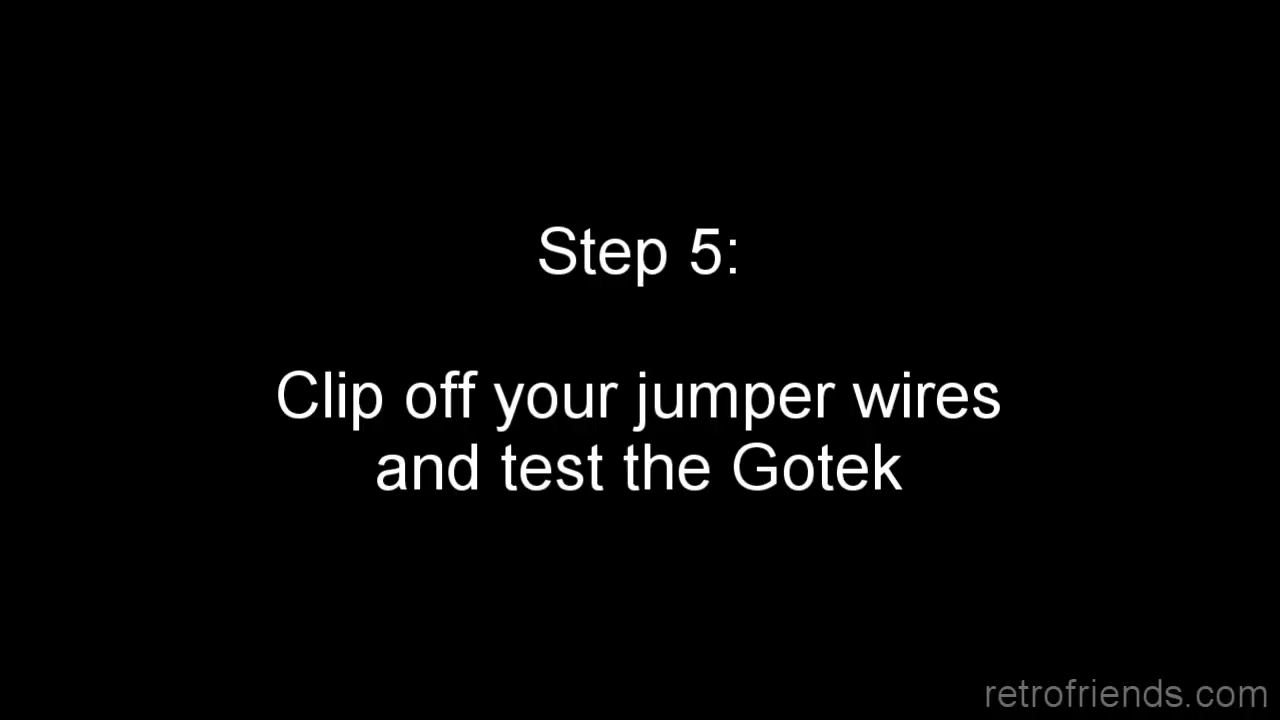 Step 5:
Clip off your jumper wires
and test the Gotek
retrofriends.com